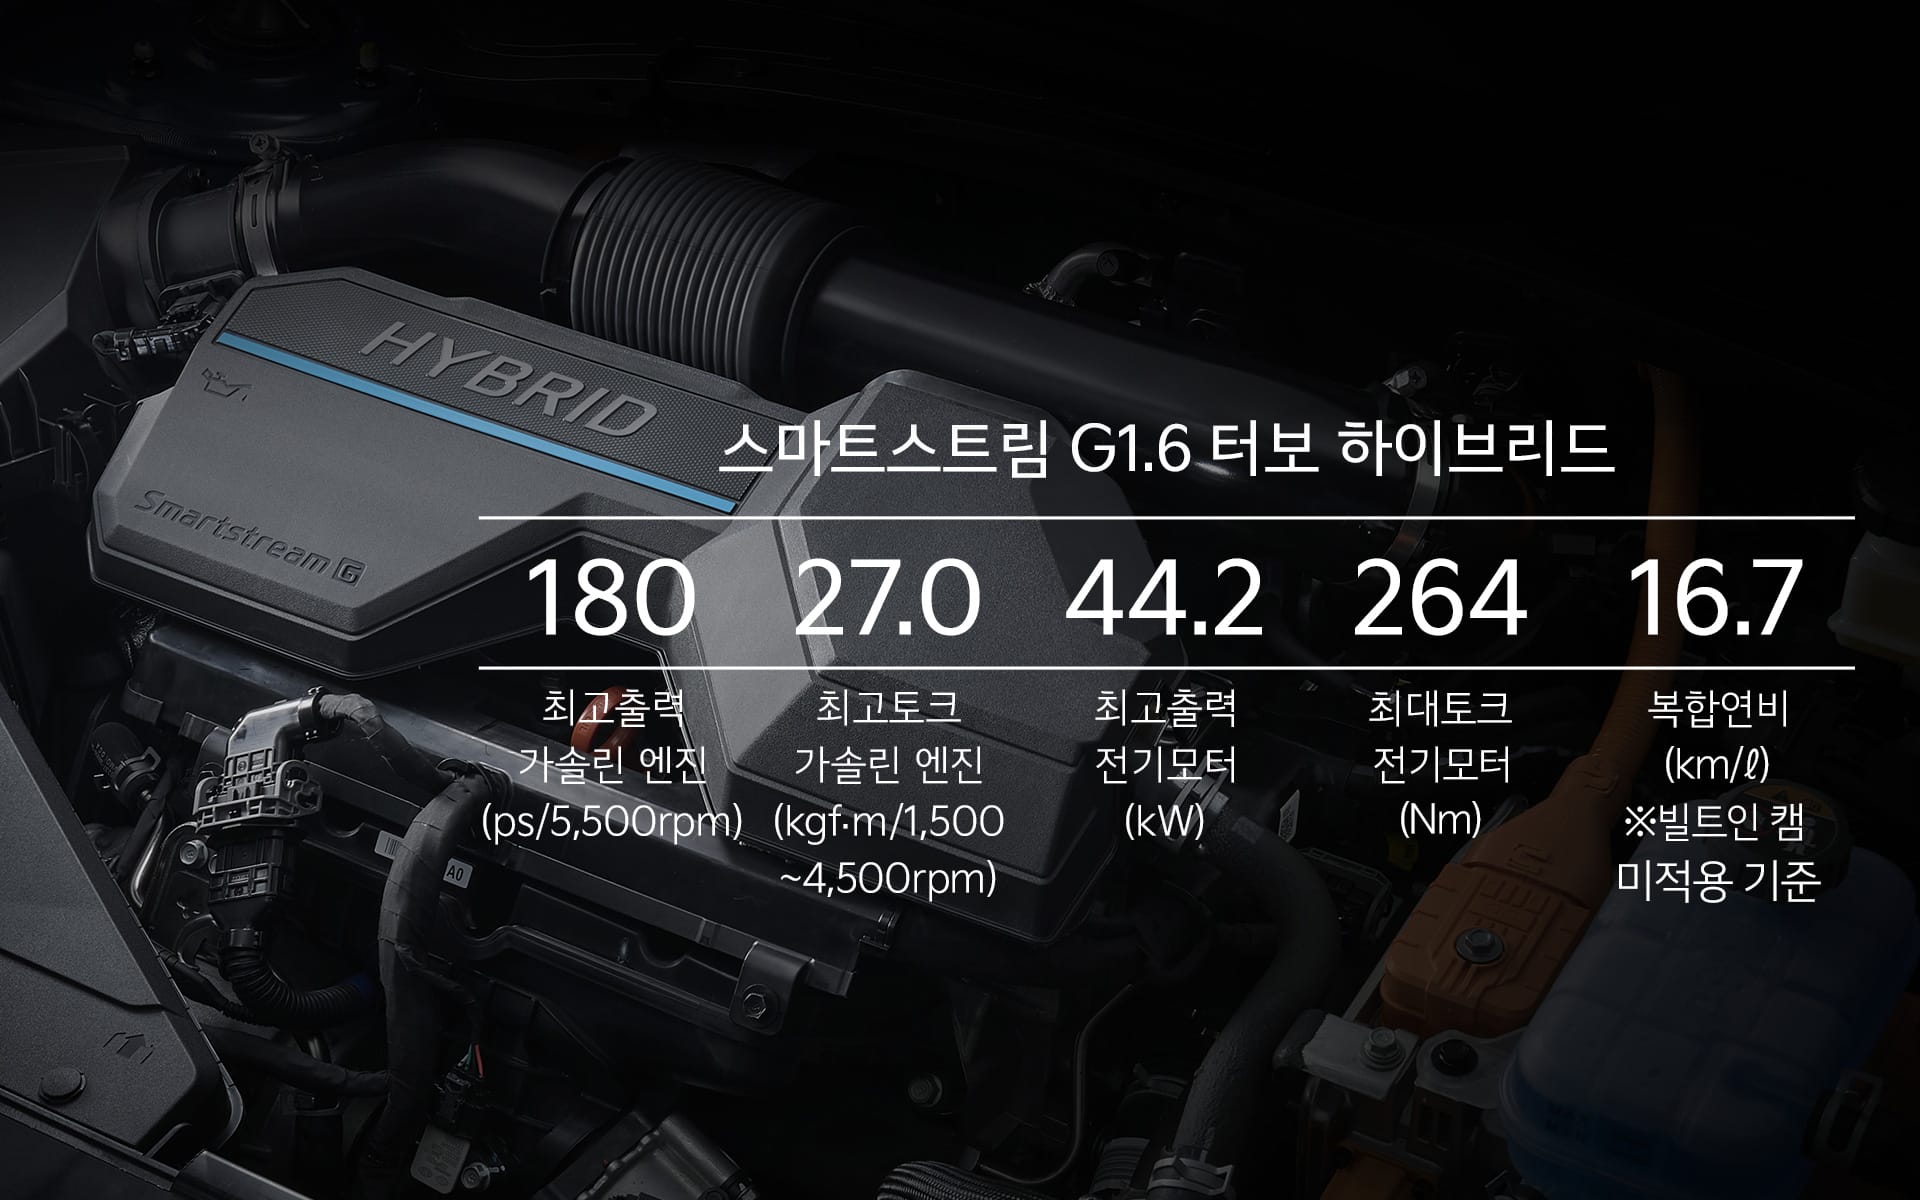 HYBRID
Smartstream G
스마트스트림 G1.6 터보 하이브리드
180 27.0 44.2 264 16.7
최고출력 최고토크 최고출력 최대토크 복합연비
가솔린 엔진 가솔린 엔진 전기모터 전기모터 (km/ℓ)
(ps/5,500rpm) (kgf·m/1,500 (kW) (Nm) ※빌트인 캠
~4,500rpm) 미적용 기준
A0